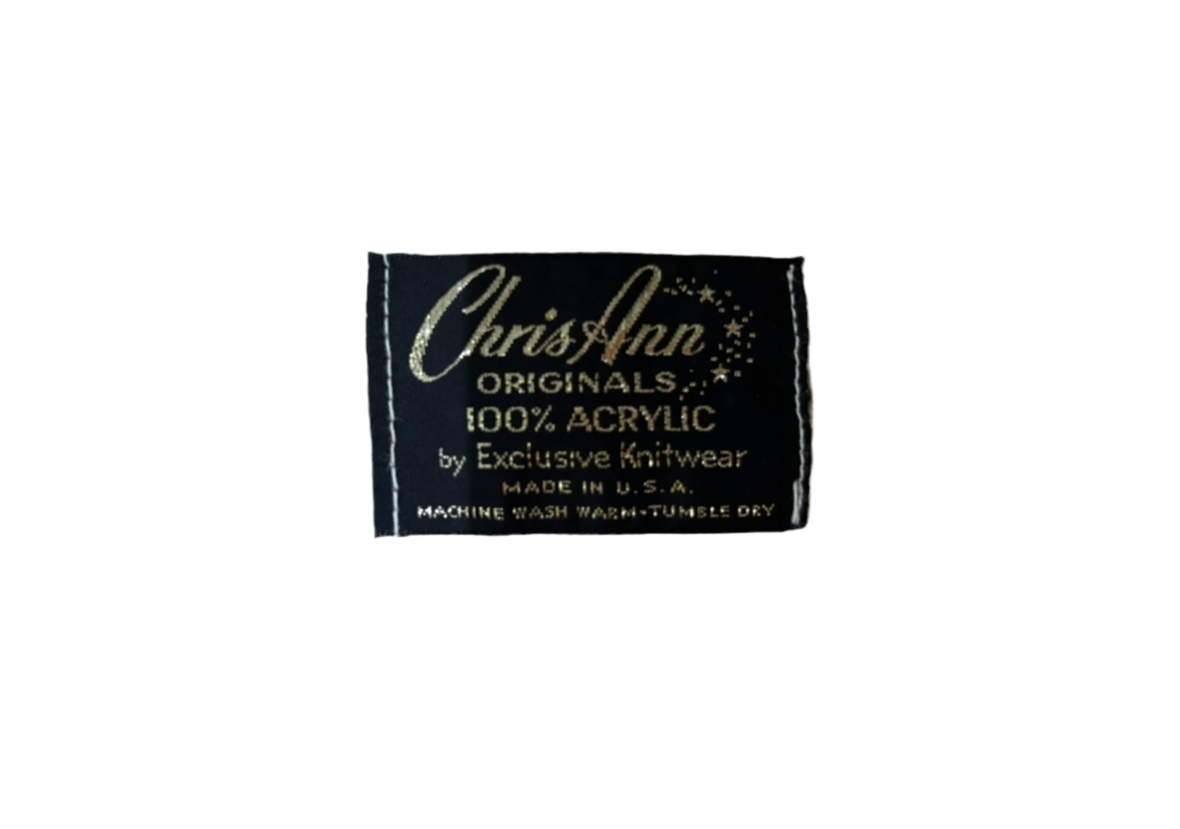 Chris Ann
ORIGINALS
100% ACRYLIC
by Exclusive Knitwear
MADE IN U.S.A.
MACHINE WASH WARM-TUMBLE DRY